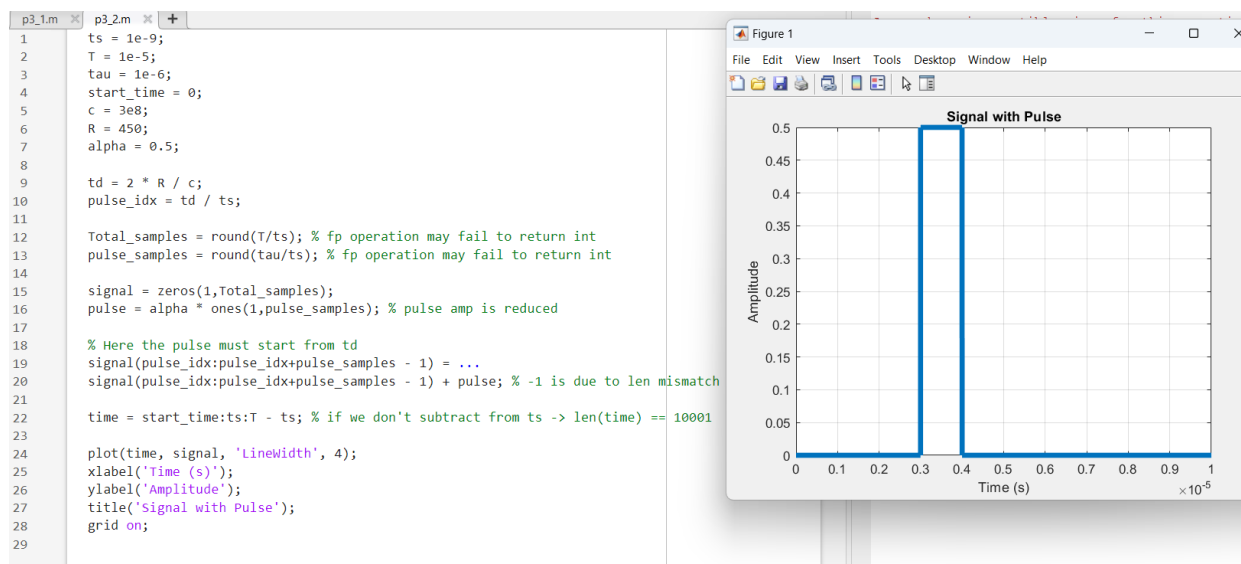 p3_1.m × p3_2.m × +
1 ts = 1e-9;
2 T = 1e-5;
3 tau = 1e-6;
4 start_time = 0;
5 c = 3e8;
6 R = 450;
7 alpha = 0.5;
8
9 td = 2 * R / c;
10 pulse_idx = td / ts;
11
12 Total_samples = round(T/ts); % fp operation may fail to return int
13 pulse_samples = round(tau/ts); % fp operation may fail to return int
14
15 signal = zeros(1,Total_samples);
16 pulse = alpha * ones(1,pulse_samples); % pulse amp is reduced
17
18 % Here the pulse must start from td
19 signal(pulse_idx:pulse_idx+pulse_samples - 1) = ...
20 signal(pulse_idx:pulse_idx+pulse_samples - 1) + pulse; % -1 is due to len mismatch
21
22 time = start_time:ts:T - ts; % if we don't subtract from ts -> len(time) == 10001
23
24 plot(time, signal, 'LineWidth', 4);
25 xlabel('Time (s)');
26 ylabel('Amplitude');
27 title('Signal with Pulse');
28 grid on;
29
Figure 1
File Edit View Insert Tools Desktop Window Help
Signal with Pulse
0.5
0.45
0.4
0.35
0.3
0.25
0.2
0.15
0.1
0.05
0
Amplitude
0 0.1 0.2 0.3 0.4 0.5 0.6 0.7 0.8 0.9 1
Time (s)
×10-5